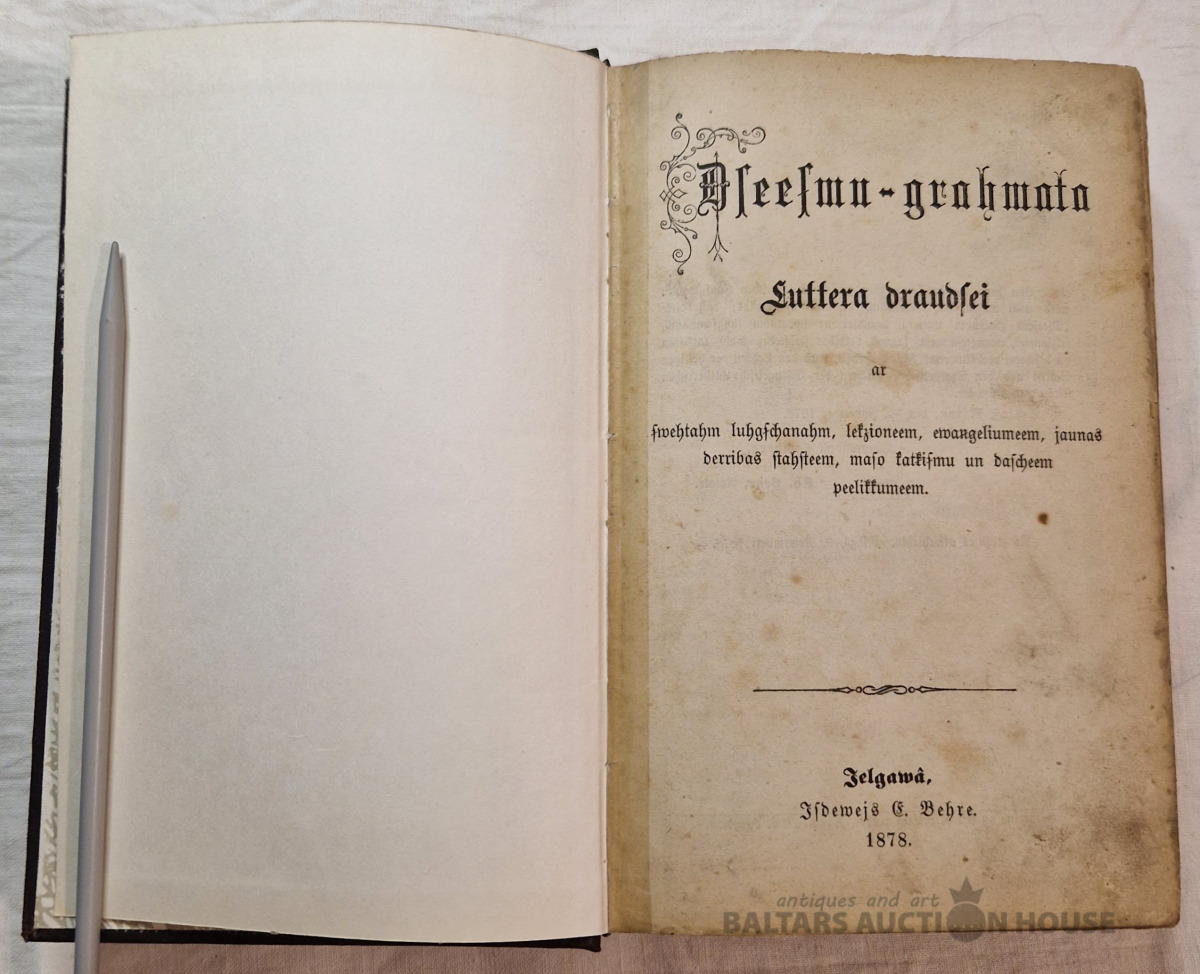 Dſeeſmu-grahmata
Luttera draudſei
ar
ſwehtahm luhgſchanahm, lekzioneem, ewangeliumeem, jaunas
derribas ſtahſteem, maſo katkiſmu un daſcheem
peelikkumeem.
Jelgawâ,
Iſdewejs E. Behre.
1878.
antiques and art
BALTARS AUCTION HOUSE